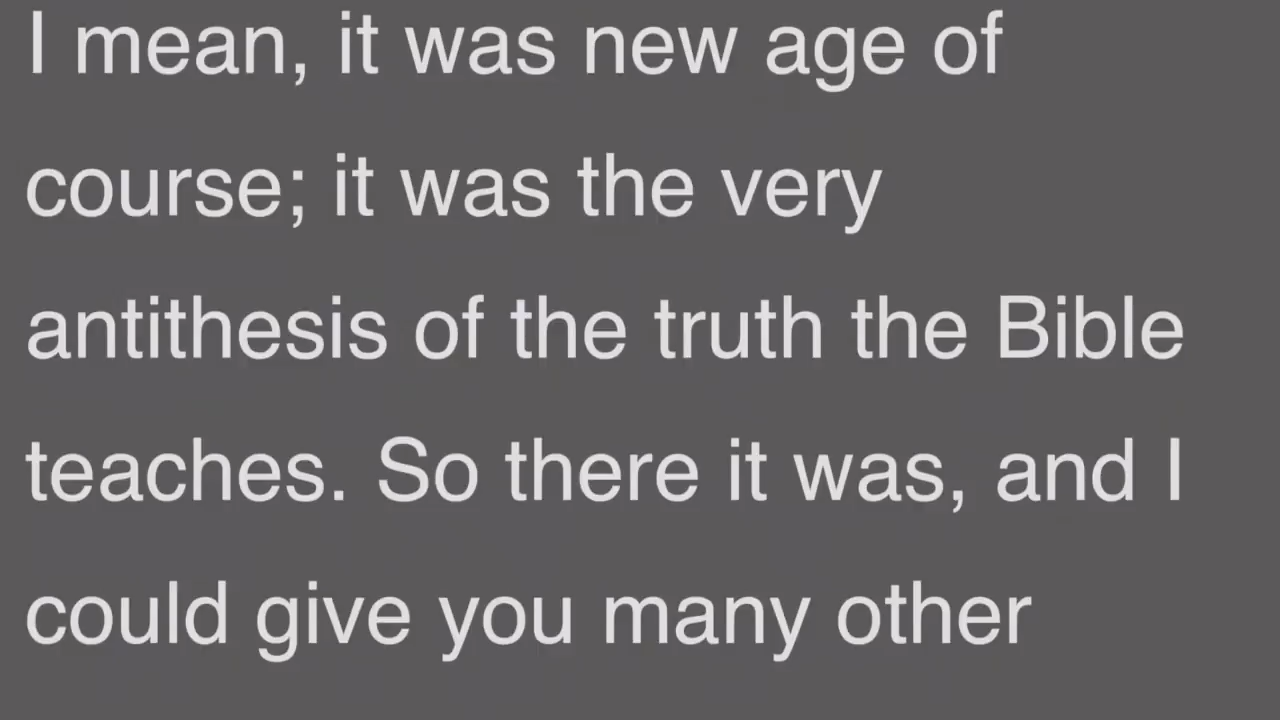 I mean, it was new age of
course; it was the very
antithesis of the truth the Bible
teaches. So there it was, and I
could give you many other